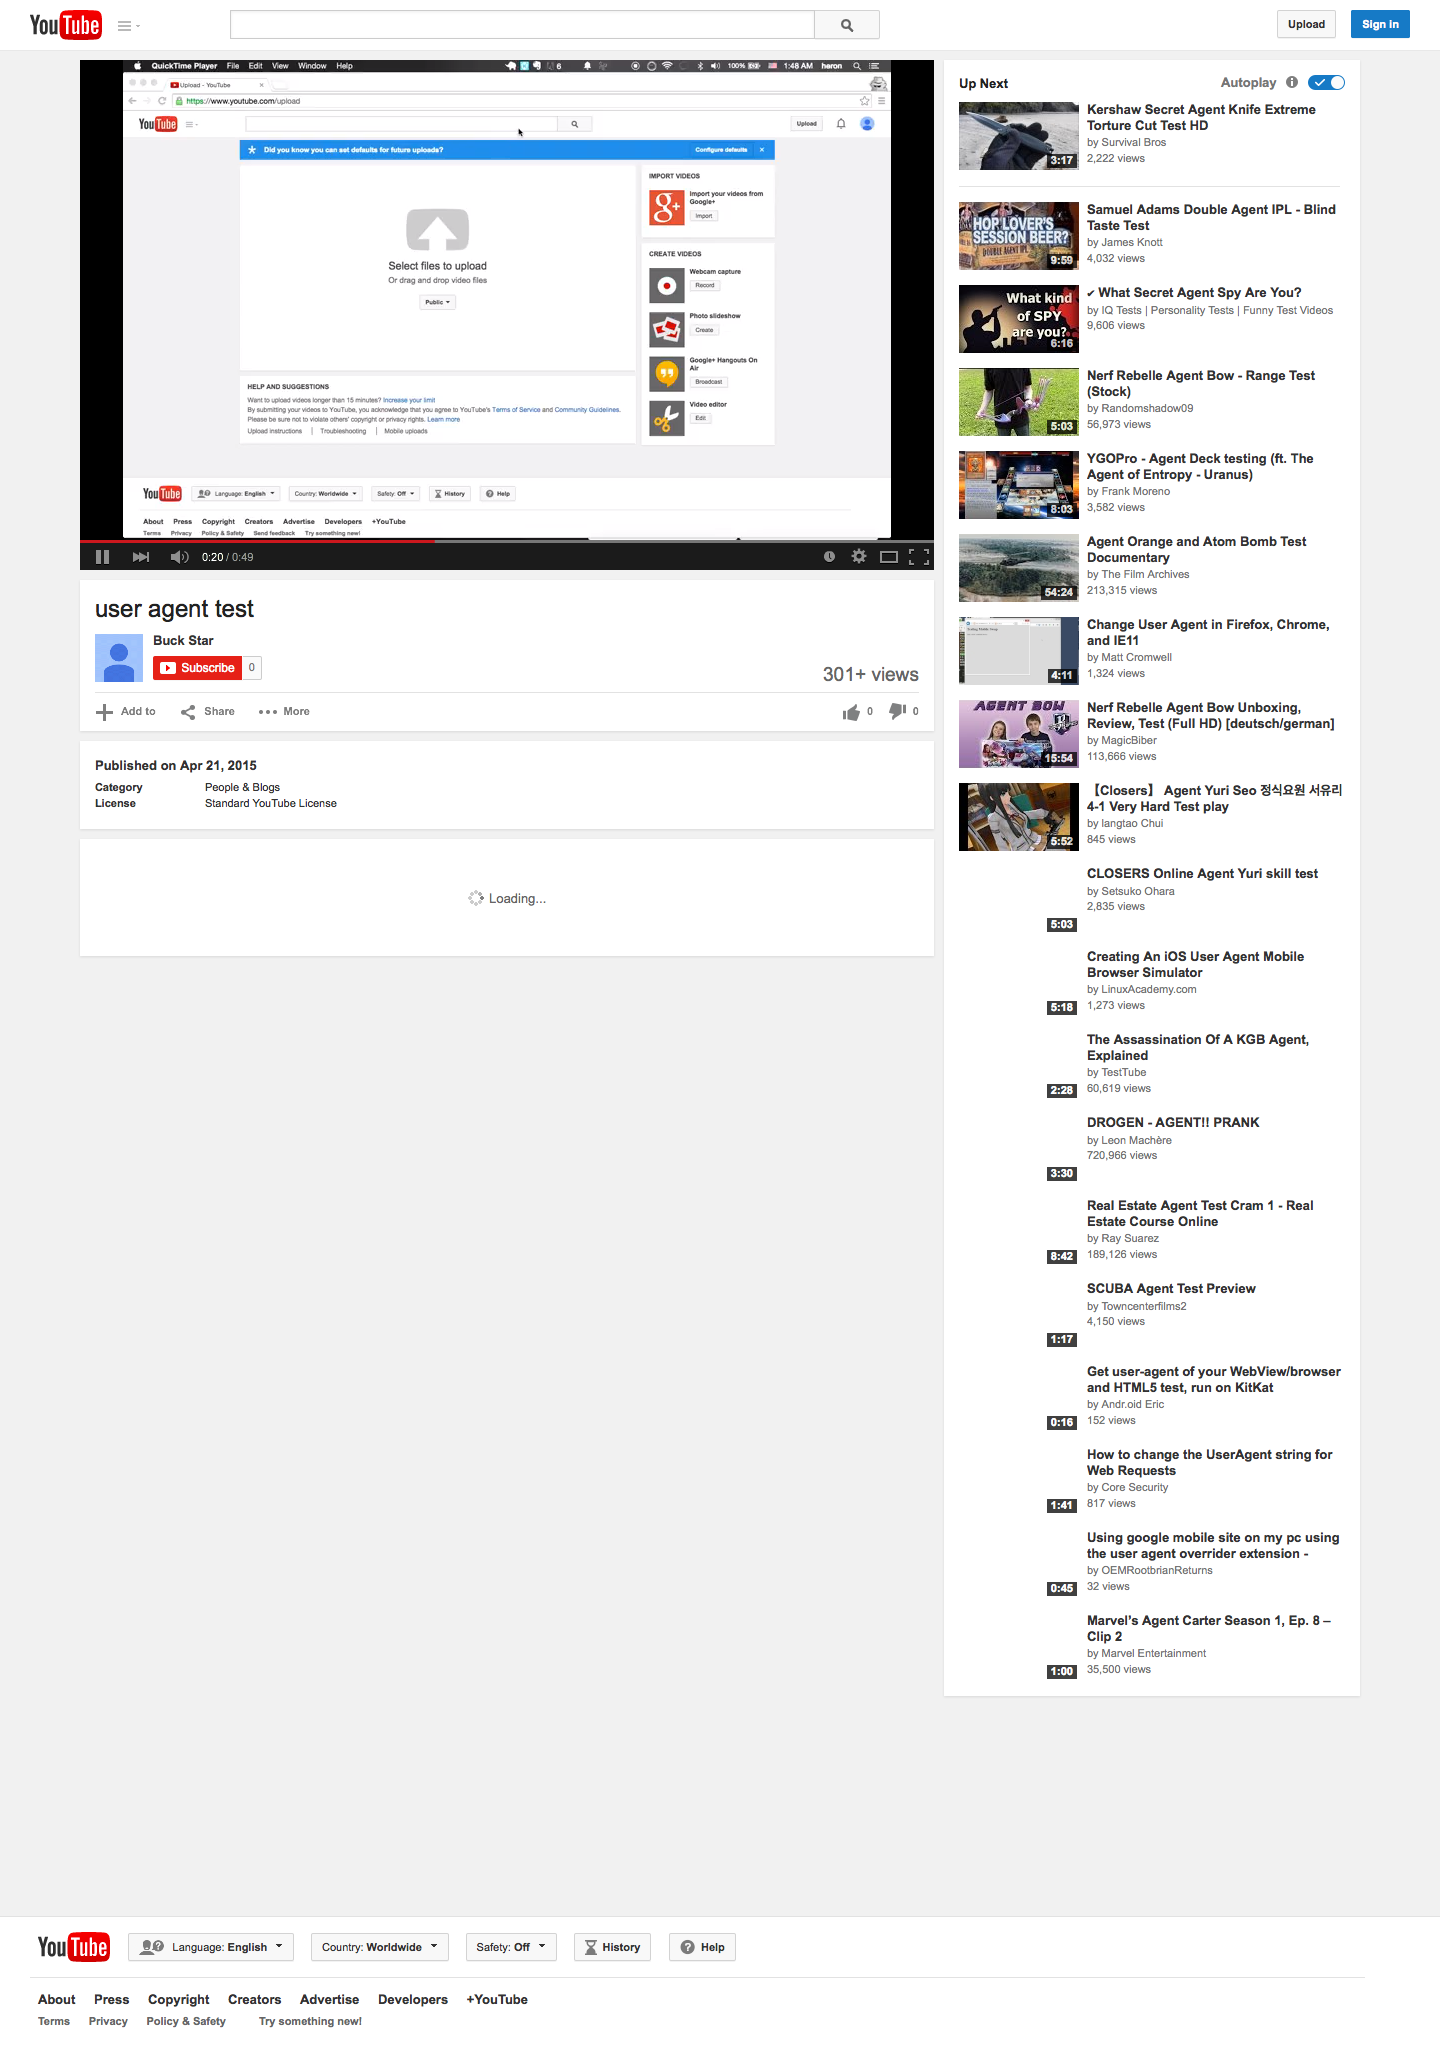 YouTube
Upload
Sign in
QuickTime Player File Edit View Window Help
6
100%
1:48 AM heron
Upload - YouTube
https://www.youtube.com/upload
YouTube
Upload
Did you know you can set defaults for future uploads?
Configure defaults
Select files to upload
Or drag and drop video files
Public
IMPORT VIDEOS
Import your videos from
Google+
Import
CREATE VIDEOS
Webcam capture
Record
Photo slideshow
Create
Google+ Hangouts On
Air
Broadcast
Video editor
Edit
HELP AND SUGGESTIONS
Want to upload videos longer than 15 minutes? Increase your limit
By submitting your videos to YouTube, you acknowledge that you agree to YouTube's Terms of Service and Community Guidelines.
Please be sure not to violate others' copyright or privacy rights. Learn more
Upload instructions | Troubleshooting | Mobile uploads
YouTube Language: English Country: Worldwide Safety: Off History Help
About Press Copyright Creators Advertise Developers +YouTube
Terms Privacy Policy & Safety Send feedback Try something new!
0:20 / 0:49
user agent test
Buck Star
Subscribe 0
301+ views
Add to Share More
0 0
Published on Apr 21, 2015
Category People & Blogs
License Standard YouTube License
Loading...
Up Next
Autoplay
3:17
Kershaw Secret Agent Knife Extreme
Torture Cut Test HD
by Survival Bros
2,222 views
HOP LOVER'S
SESSION BEER?
DOUBLE AGENT IPL
9:59
Samuel Adams Double Agent IPL - Blind
Taste Test
by James Knott
4,032 views
What kind
of SPY
are you?
6:16
✔ What Secret Agent Spy Are You?
by IQ Tests | Personality Tests | Funny Test Videos
9,606 views
5:03
Nerf Rebelle Agent Bow - Range Test
(Stock)
by Randomshadow09
56,973 views
8:03
YGOPro - Agent Deck testing (ft. The
Agent of Entropy - Uranus)
by Frank Moreno
3,582 views
54:24
Agent Orange and Atom Bomb Test
Documentary
by The Film Archives
213,315 views
4:11
Change User Agent in Firefox, Chrome,
and IE11
by Matt Cromwell
1,324 views
AGENT BOW
15:54
Nerf Rebelle Agent Bow Unboxing,
Review, Test (Full HD) [deutsch/german]
by MagicBiber
113,666 views
5:52
【Closers】 Agent Yuri Seo 정식요원 서유리
4-1 Very Hard Test play
by langtao Chui
845 views
5:03
CLOSERS Online Agent Yuri skill test
by Setsuko Ohara
2,835 views
5:18
Creating An iOS User Agent Mobile
Browser Simulator
by LinuxAcademy.com
1,273 views
2:28
The Assassination Of A KGB Agent,
Explained
by TestTube
60,619 views
3:30
DROGEN - AGENT!! PRANK
by Leon Machère
720,966 views
8:42
Real Estate Agent Test Cram 1 - Real
Estate Course Online
by Ray Suarez
189,126 views
1:17
SCUBA Agent Test Preview
by Towncenterfilms2
4,150 views
0:16
Get user-agent of your WebView/browser
and HTML5 test, run on KitKat
by Andr.oid Eric
152 views
1:41
How to change the UserAgent string for
Web Requests
by Core Security
817 views
0:45
Using google mobile site on my pc using
the user agent overrider extension -
by OEMRootbrianReturns
32 views
1:00
Marvel's Agent Carter Season 1, Ep. 8 –
Clip 2
by Marvel Entertainment
35,500 views
YouTube Language: English Country: Worldwide Safety: Off History Help
About Press Copyright Creators Advertise Developers +YouTube
Terms Privacy Policy & Safety Try something new!